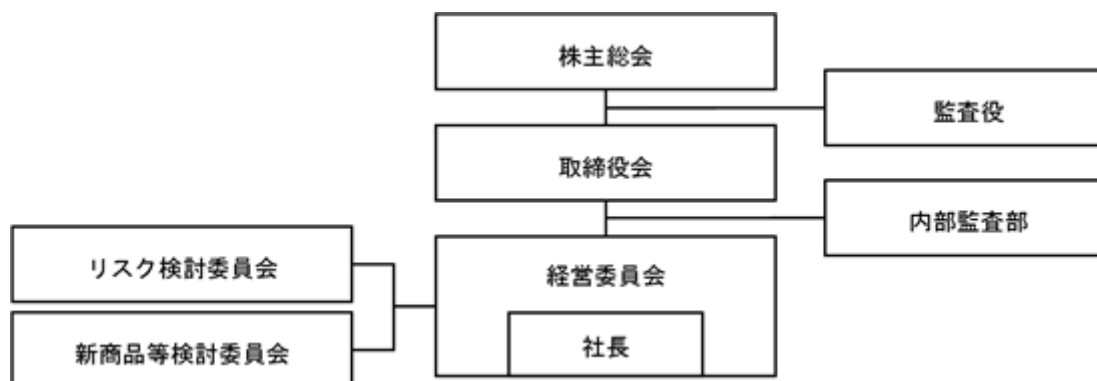 株主総会
監査役
取締役会
内部監査部
リスク検討委員会
経営委員会
新商品等検討委員会
社長